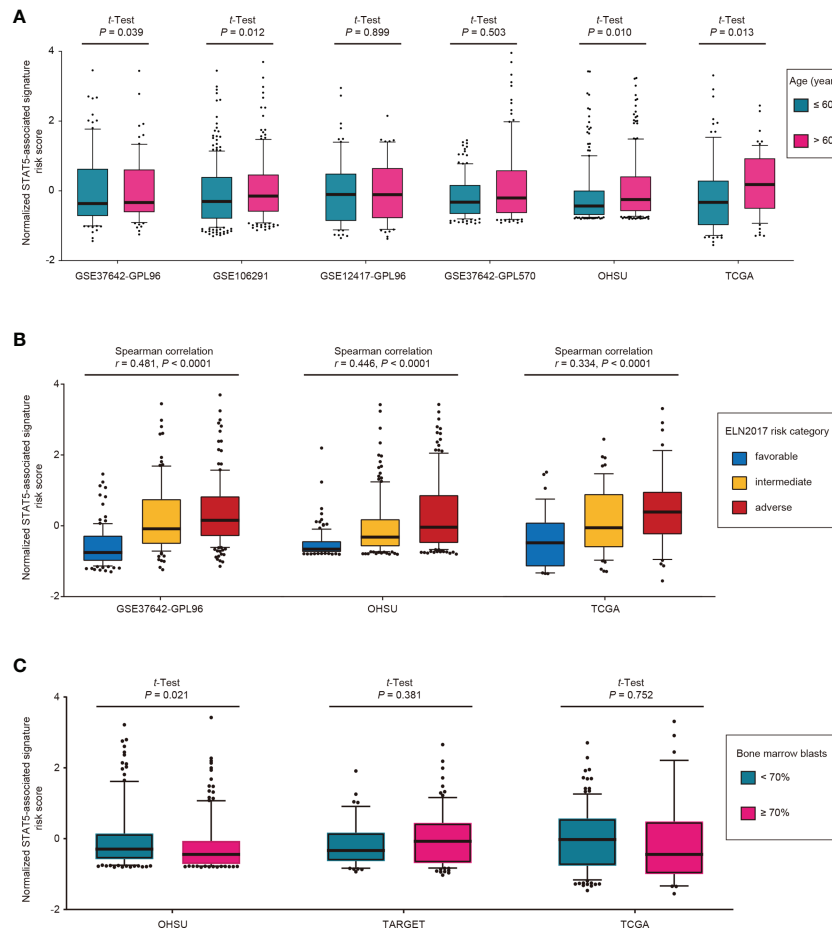 A
t-Test
P = 0.039
t-Test
P = 0.012
t-Test
P = 0.899
t-Test
P = 0.503
t-Test
P = 0.010
t-Test
P = 0.013
Normalized STAT5-associated signature
risk score
4
2
0
-2
GSE37642-GPL96
GSE106291
GSE12417-GPL96
GSE37642-GPL570
OHSU
TCGA
Age (year
≤ 60
> 60
B
Spearman correlation
r = 0.481, P < 0.0001
Spearman correlation
r = 0.446, P < 0.0001
Spearman correlation
r = 0.334, P < 0.0001
Normalized STAT5-associated signature
risk score
4
2
0
-2
GSE37642-GPL96
OHSU
TCGA
ELN2017 risk category
favorable
intermediate
adverse
C
t-Test
P = 0.021
t-Test
P = 0.381
t-Test
P = 0.752
Normalized STAT5-associated signature
risk score
4
2
0
-2
OHSU
TARGET
TCGA
Bone marrow blasts
< 70%
≥ 70%